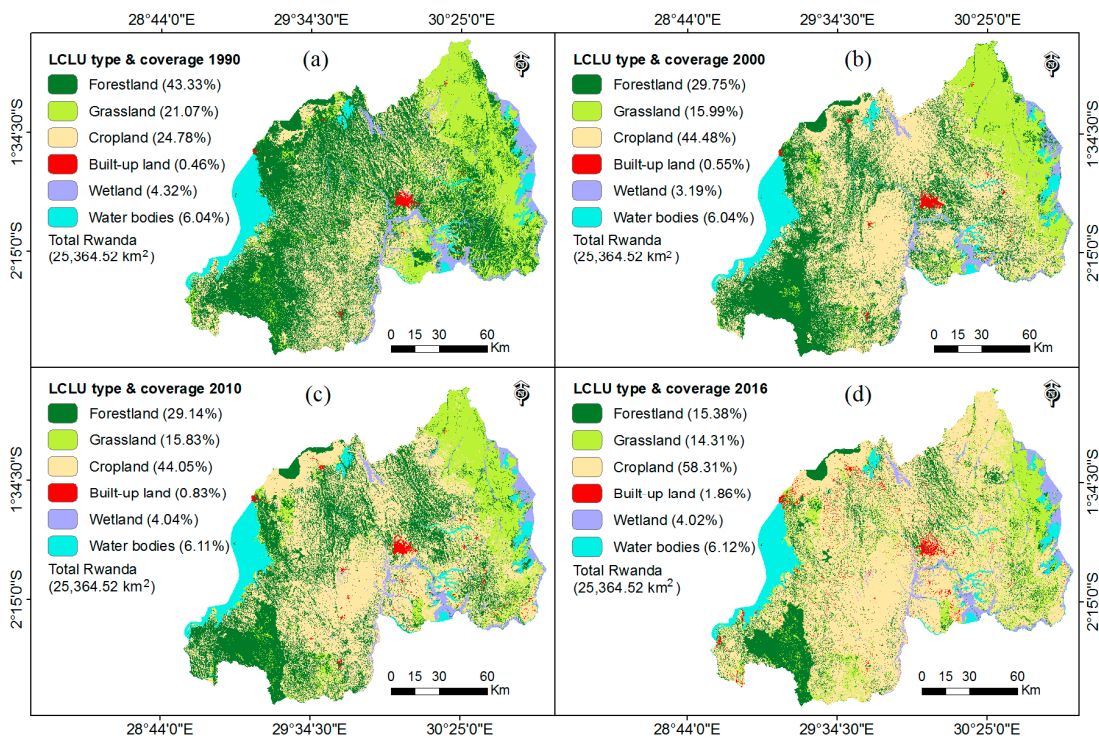 28°44'0"E
29°34'30"E
30°25'0"E
28°44'0"E
29°34'30"E
30°25'0"E
LCLU type & coverage 1990
(a)
Forestland (43.33%)
Grassland (21.07%)
Cropland (24.78%)
Built-up land (0.46%)
Wetland (4.32%)
Water bodies (6.04%)
Total Rwanda
(25,364.52 km²)
0 15 30 60
Km
1°34'30"S
2°15'0"S
LCLU type & coverage 2000
(b)
Forestland (29.75%)
Grassland (15.99%)
Cropland (44.48%)
Built-up land (0.55%)
Wetland (3.19%)
Water bodies (6.04%)
Total Rwanda
(25,364.52 km²)
0 15 30 60
Km
1°34'30"S
2°15'0"S
LCLU type & coverage 2010
(c)
Forestland (29.14%)
Grassland (15.83%)
Cropland (44.05%)
Built-up land (0.83%)
Wetland (4.04%)
Water bodies (6.11%)
Total Rwanda
(25,364.52 km²)
0 15 30 60
Km
1°34'30"S
2°15'0"S
LCLU type & coverage 2016
(d)
Forestland (15.38%)
Grassland (14.31%)
Cropland (58.31%)
Built-up land (1.86%)
Wetland (4.02%)
Water bodies (6.12%)
Total Rwanda
(25,364.52 km²)
0 15 30 60
Km
1°34'30"S
2°15'0"S
28°44'0"E
29°34'30"E
30°25'0"E
28°44'0"E
29°34'30"E
30°25'0"E